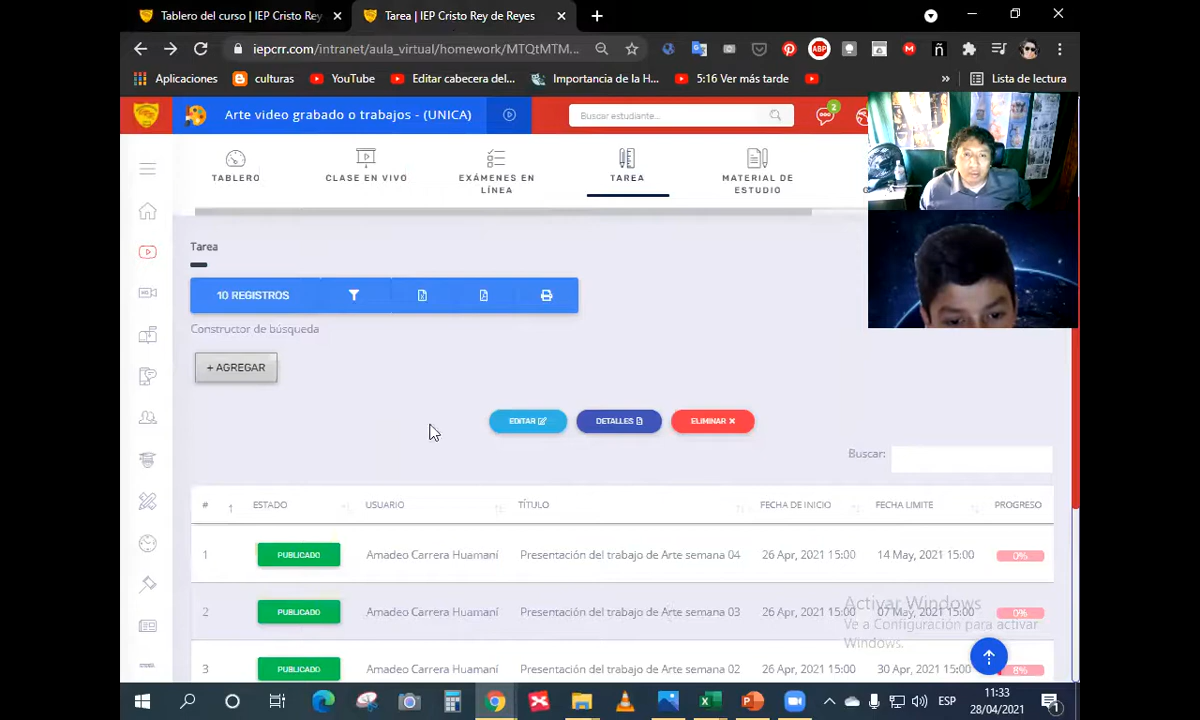 Tablero del curso | IEP Cristo Rey
Tarea | IEP Cristo Rey de Reyes
iepcrr.com/intranet/aula_virtual/homework/MTQtMTM...
Aplicaciones
culturas
YouTube
Editar cabecera del...
Importancia de la H...
5:16 Ver más tarde
»
Lista de lectura
Arte video grabado o trabajos - (UNICA)
Buscar estudiante...
2
TABLERO
CLASE EN VIVO
EXÁMENES EN LÍNEA
TAREA
MATERIAL DE ESTUDIO
Tarea
10 REGISTROS
Constructor de búsqueda
+ AGREGAR
EDITAR
DETALLES
ELIMINAR
Buscar:
# ESTADO USUARIO TÍTULO FECHA DE INICIO FECHA LIMITE PROGRESO
1 PUBLICADO Amadeo Carrera Huamaní Presentación del trabajo de Arte semana 04 26 Apr, 2021 15:00 14 May, 2021 15:00 0%
2 PUBLICADO Amadeo Carrera Huamaní Presentación del trabajo de Arte semana 03 26 Apr, 2021 15:00 07 May, 2021 15:00 0%
3 PUBLICADO Amadeo Carrera Huamaní Presentación del trabajo de Arte semana 02 26 Apr, 2021 15:00 30 Apr, 2021 15:00 8%
Activar Windows
Ve a Configuración para activar
Windows.
ESP
11:33
28/04/2021
1